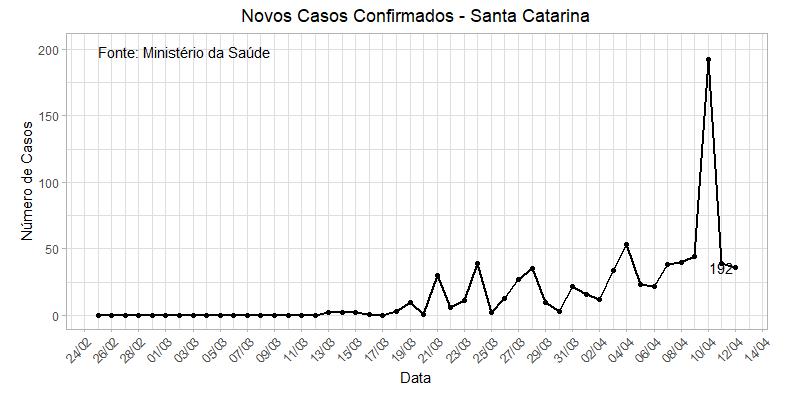 Novos Casos Confirmados - Santa Catarina
Fonte: Ministério da Saúde
200
150
100
50
0
Número de Casos
192
24/02 26/02 28/02 01/03 03/03 05/03 07/03 09/03 11/03 13/03 15/03 17/03 19/03 21/03 23/03 25/03 27/03 29/03 31/03 02/04 04/04 06/04 08/04 10/04 12/04 14/04
Data